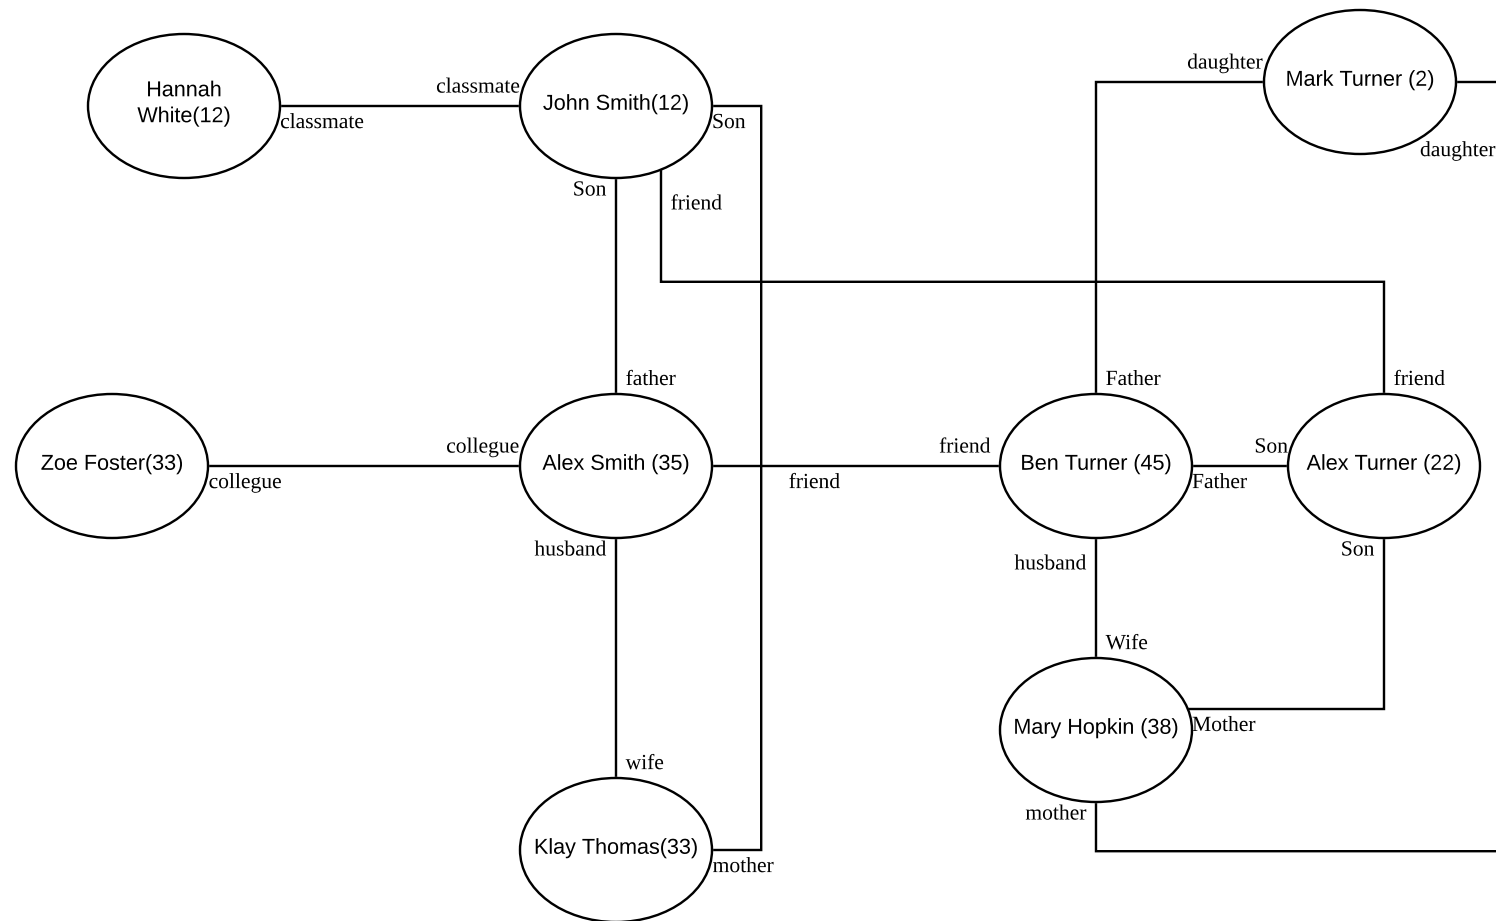 Hannah
White(12)
classmate
classmate
John Smith(12)
Son
Son
friend
daughter
Mark Turner (2)
daughter
father
Father
friend
Zoe Foster(33)
collegue
collegue
Alex Smith (35)
friend
friend
Ben Turner (45)
Son
Father
Alex Turner (22)
husband
husband
Son
Wife
Mary Hopkin (38)
Mother
wife
mother
Klay Thomas(33)
mother